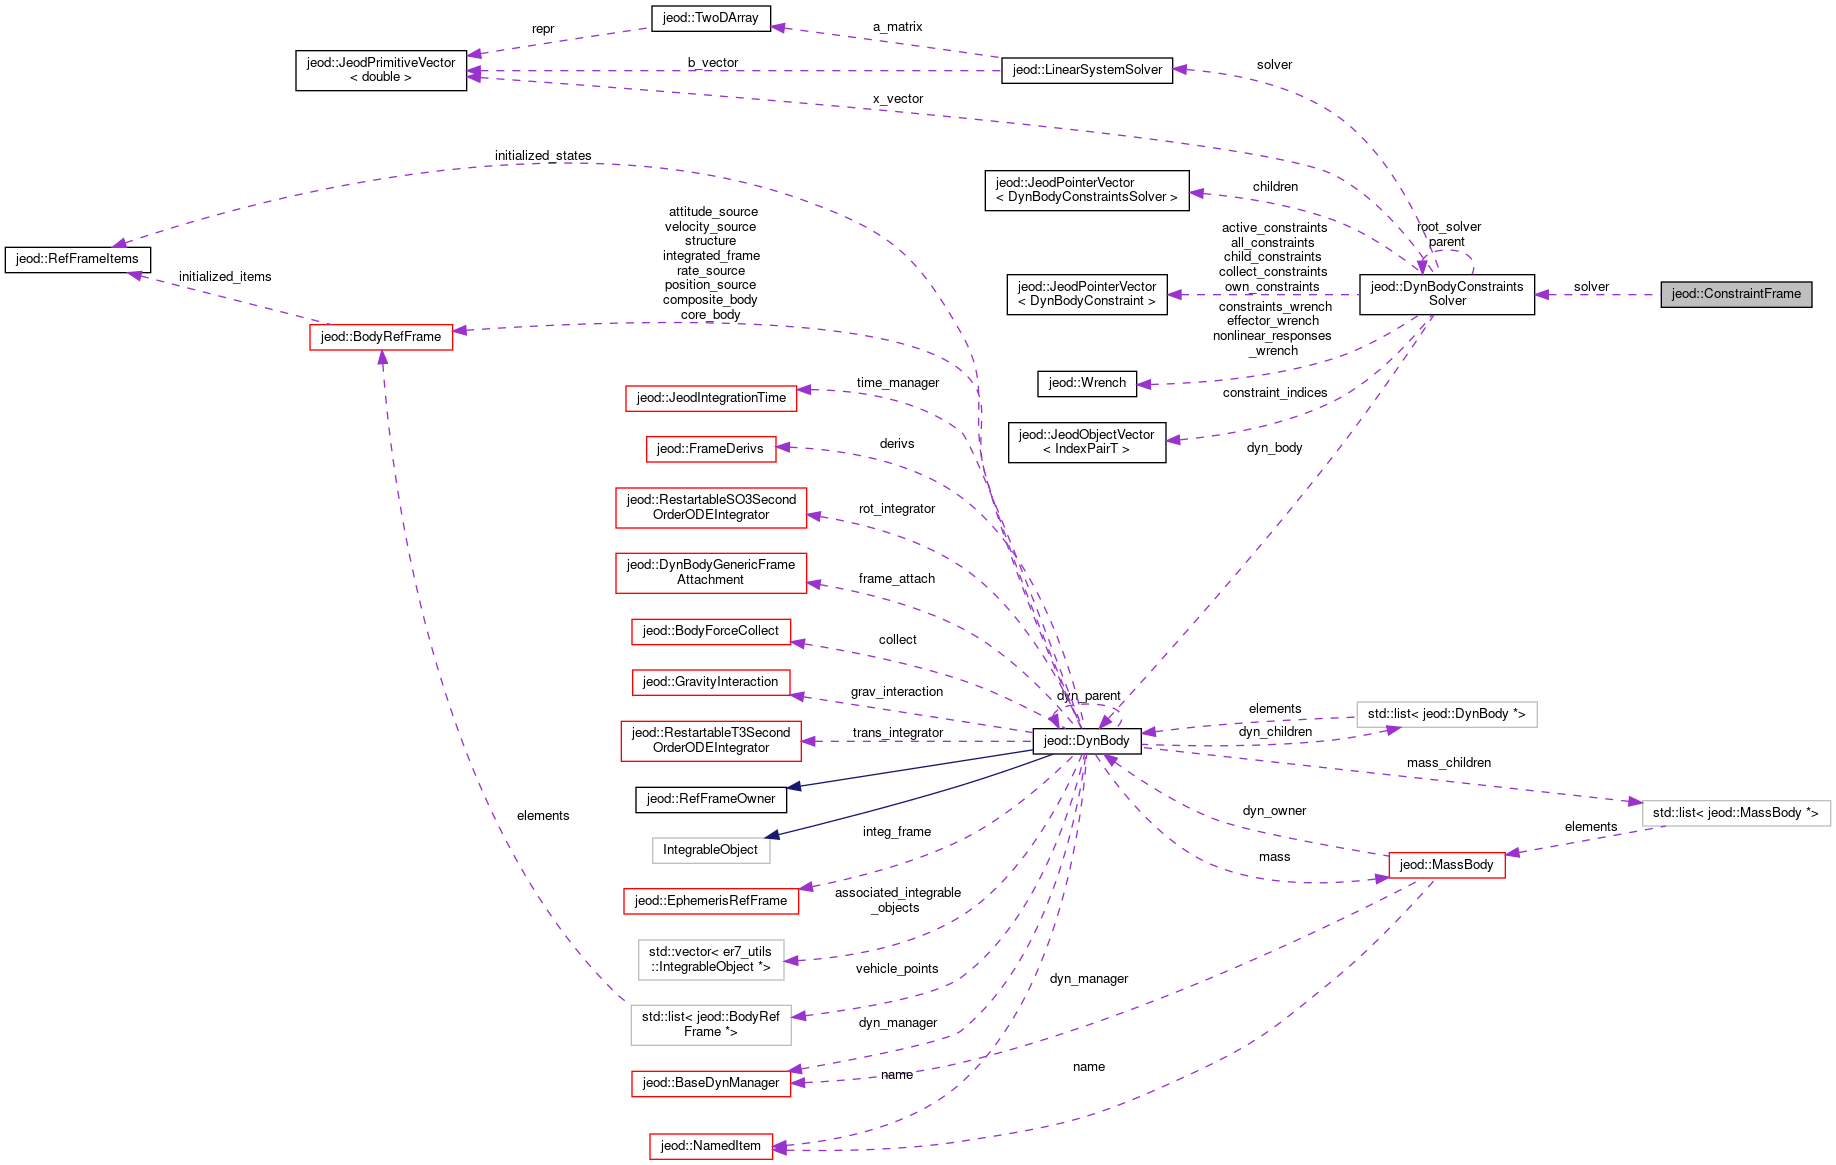 jeod::TwoDArray
repr
a_matrix
jeod::JeodPrimitiveVector
< double >
b_vector
jeod::LinearSystemSolver
solver
x_vector
initialized_states
jeod::JeodPointerVector
< DynBodyConstraintsSolver >
children
attitude_source
velocity_source
structure
integrated_frame
rate_source
position_source
composite_body
core_body
active_constraints
all_constraints
child_constraints
collect_constraints
own_constraints
root_solver
parent
jeod::RefFrameItems
initialized_items
jeod::JeodPointerVector
< DynBodyConstraint >
jeod::DynBodyConstraints
Solver
solver
jeod::ConstraintFrame
constraints_wrench
effector_wrench
nonlinear_responses
_wrench
jeod::BodyRefFrame
jeod::Wrench
jeod::JeodIntegrationTime
time_manager
constraint_indices
jeod::JeodObjectVector
< IndexPairT >
jeod::FrameDerivs
derivs
dyn_body
jeod::RestartableSO3Second
OrderODEIntegrator
rot_integrator
jeod::DynBodyGenericFrame
Attachment
frame_attach
jeod::BodyForceCollect
collect
jeod::GravityInteraction
grav_interaction
dyn_parent
jeod::RestartableT3Second
OrderODEIntegrator
trans_integrator
jeod::DynBody
elements
dyn_children
std::list< jeod::DynBody *>
mass_children
jeod::RefFrameOwner
IntegrableObject
integ_frame
elements
dyn_owner
mass
std::list< jeod::MassBody *>
elements
jeod::MassBody
jeod::EphemerisRefFrame
associated_integrable
_objects
std::vector< er7_utils
::IntegrableObject *>
vehicle_points
dyn_manager
std::list< jeod::BodyRef
Frame *>
dyn_manager
jeod::BaseDynManager
name
name
jeod::NamedItem